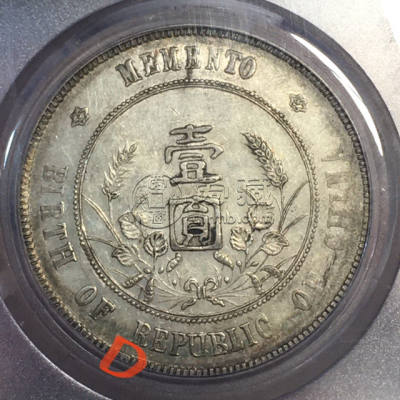 MEMENTO
壹圓
BIRTH OF REPUBLIC OF CHINA
D